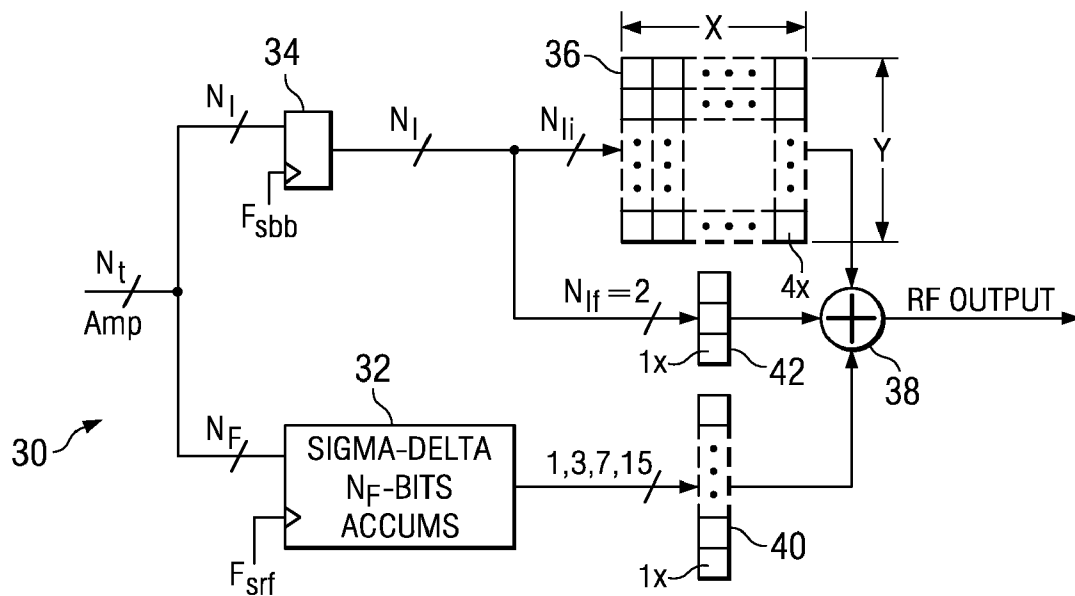 X
36
34
N_I
N_I
N_Ii
Y
F_sbb
4x
N_t
Amp
N_If = 2
RF OUTPUT
1x
42
38
32
30
N_F
SIGMA-DELTA
N_F-BITS
ACCUMS
1,3,7,15
F_srf
40
1x